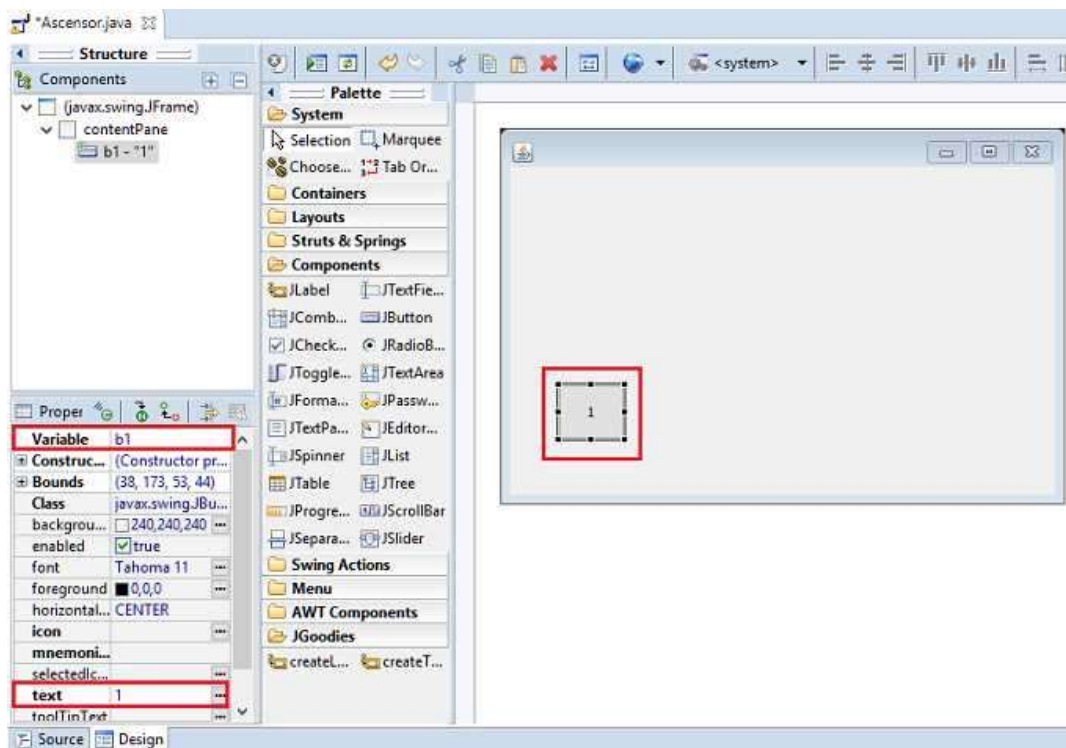 *Ascensor.java
Structure
Components
(javax.swing.JFrame)
contentPane
b1 - "1"
Proper
Variable b1
Construc... (Constructor pr...
Bounds (38, 173, 53, 44)
Class javax.swing.JBu...
backgrou... 240,240,240 ...
enabled true
font Tahoma 11 ...
foreground 0,0,0 ...
horizontal... CENTER
icon ...
mnemoni...
selectedIc... ...
text 1 ...
toolTipText ...
Source Design
Palette
System
Selection Marquee
Choose... Tab Or...
Containers
Layouts
Struts & Springs
Components
JLabel JTextFie...
JComb... JButton
JCheck... JRadioB...
JToggle... JTextArea
JForma... JPassw...
JTextPa... JEditor...
JSpinner JList
JTable JTree
JProgre... JScrollBar
JSepara... JSlider
Swing Actions
Menu
AWT Components
JGoodies
createL... createT...
<system>
1